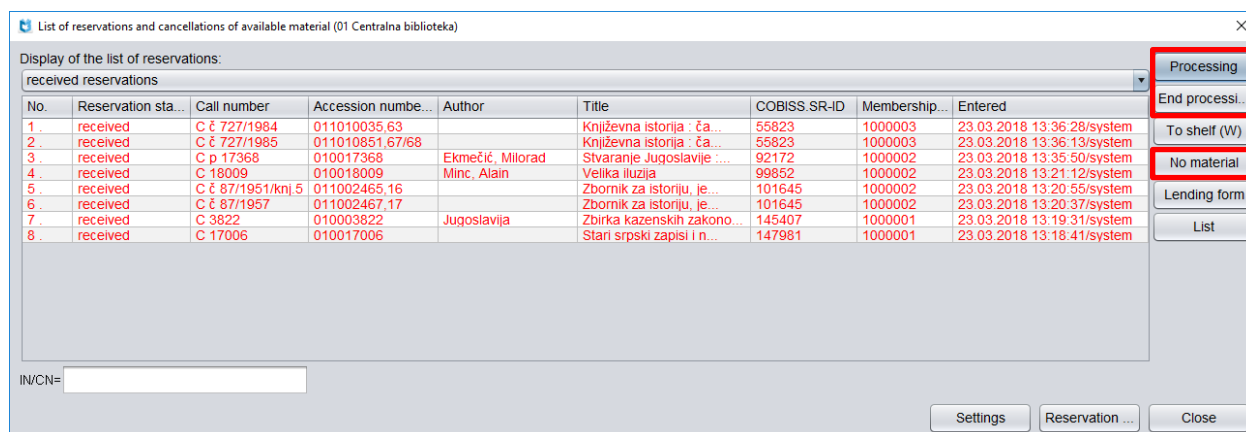 List of reservations and cancellations of available material (01 Centralna biblioteka)
Display of the list of reservations:
received reservations
No. Reservation sta... Call number Accession numbe... Author Title COBISS.SR-ID Membership... Entered
1 . received C č 727/1984 011010035,63 Književna istorija : ča... 55823 1000003 23.03.2018 13:36:28/system
2 . received C č 727/1985 011010851,67/68 Književna istorija : ča... 55823 1000003 23.03.2018 13:36:13/system
3 . received C p 17368 010017368 Ekmečić, Milorad Stvaranje Jugoslavije :... 92172 1000002 23.03.2018 13:35:50/system
4 . received C 18009 010018009 Minc, Alain Velika iluzija 99852 1000002 23.03.2018 13:21:12/system
5 . received C č 87/1951/knj.5 011002465,16 Zbornik za istoriju, je... 101645 1000002 23.03.2018 13:20:55/system
6 . received C č 87/1957 011002467,17 Zbornik za istoriju, je... 101645 1000002 23.03.2018 13:20:37/system
7 . received C 3822 010003822 Jugoslavija Zbirka kazenskih zakono... 145407 1000001 23.03.2018 13:19:31/system
8 . received C 17006 010017006 Stari srpski zapisi i n... 147981 1000001 23.03.2018 13:18:41/system
Processing
End processi...
To shelf (W)
No material
Lending form
List
IN/CN=
Settings Reservation ... Close